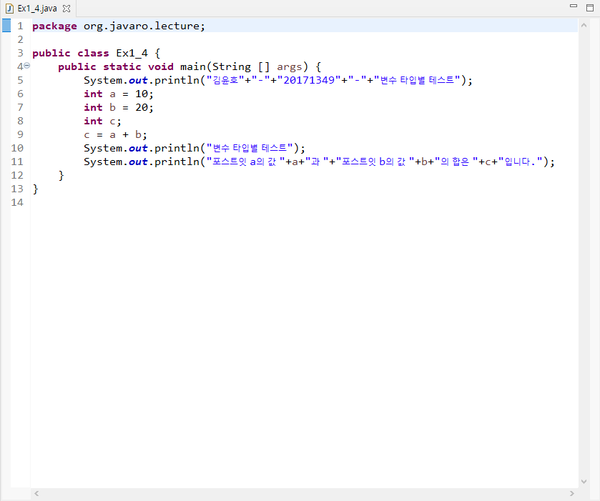 Ex1_4.java
1 package org.javaro.lecture;
2
3 public class Ex1_4 {
4 public static void main(String [] args) {
5 System.out.println("김윤호"+"-"+"20171349"+"-"+"변수 타입별 테스트");
6 int a = 10;
7 int b = 20;
8 int c;
9 c = a + b;
10 System.out.println("변수 타입별 테스트");
11 System.out.println("포스트잇 a의 값 "+a+"과 "+"포스트잇 b의 값 "+b+"의 합은 "+c+"입니다.");
12 }
13 }
14